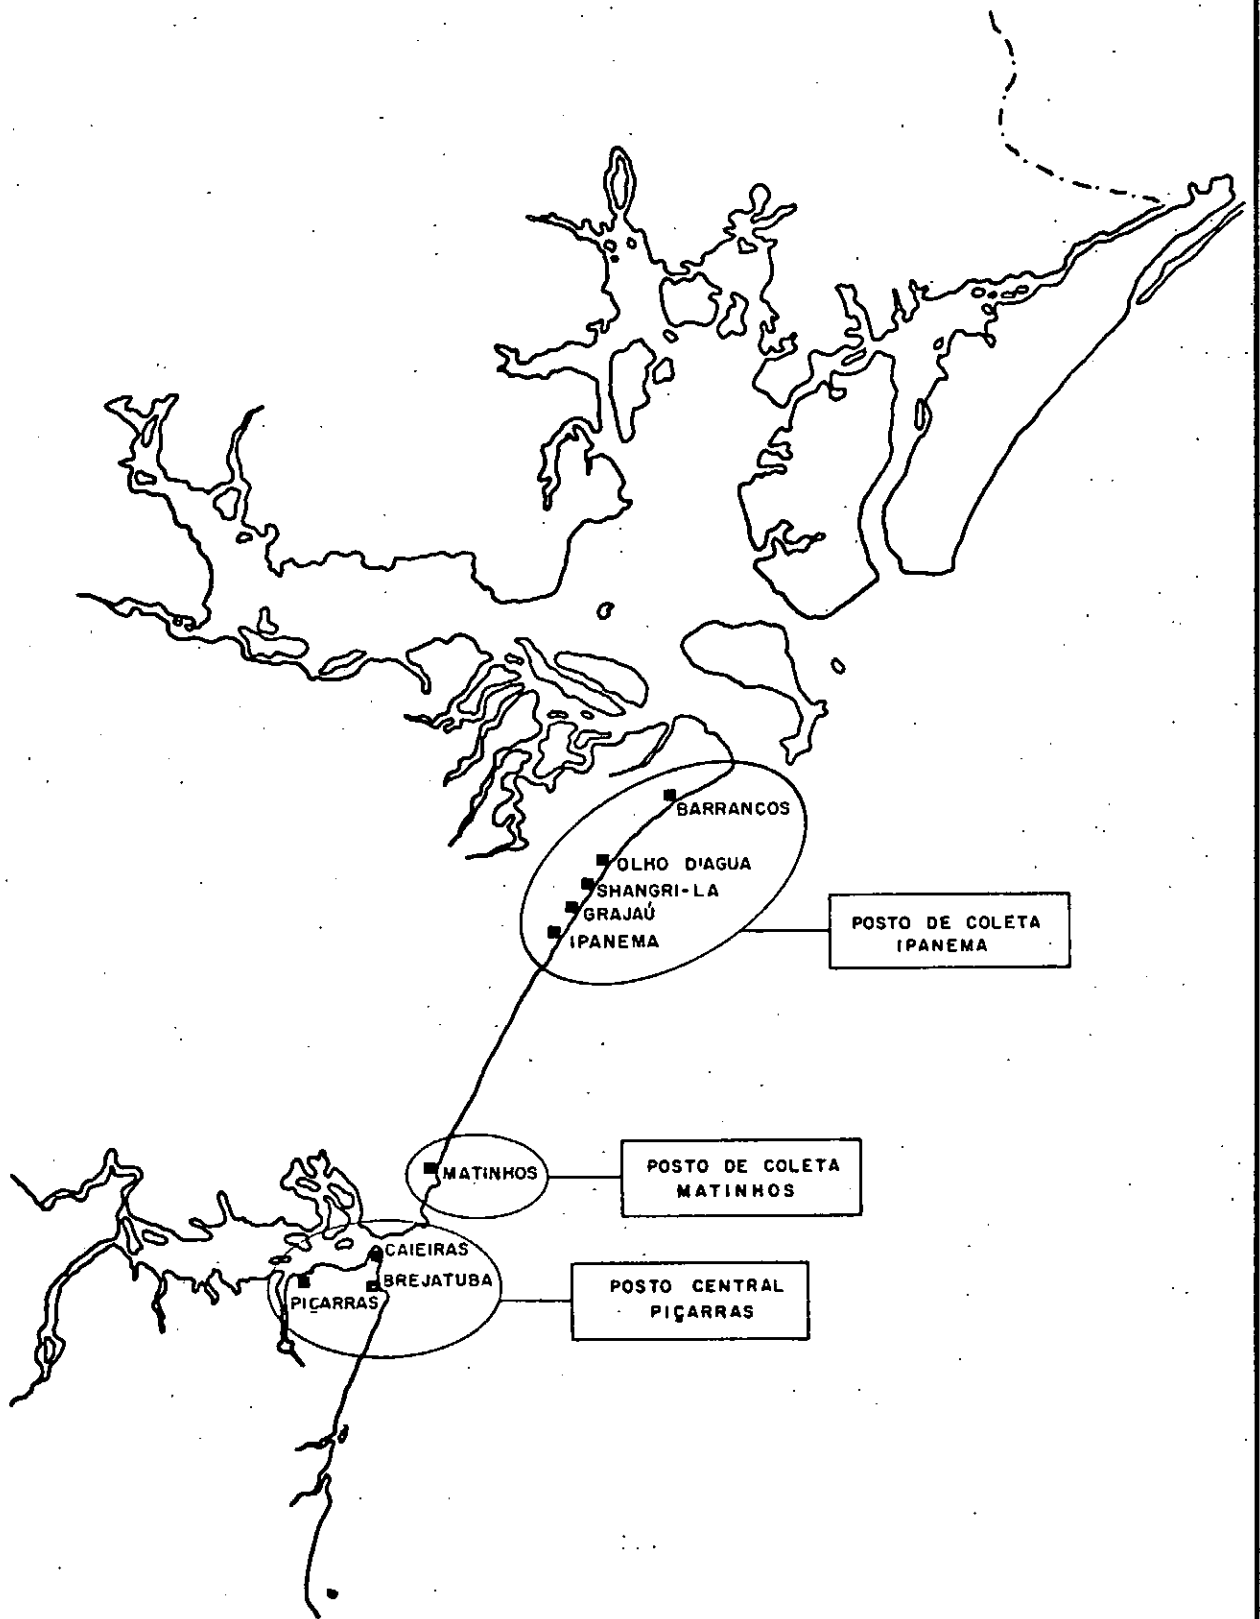 BARRANCOS
OLHO D'AGUA
SHANGRI-LA
GRAJAÚ
IPANEMA
POSTO DE COLETA
IPANEMA
MATINHOS
POSTO DE COLETA
MATINHOS
CAIEIRAS
BREJATUBA
PIÇARRAS
POSTO CENTRAL
PIÇARRAS